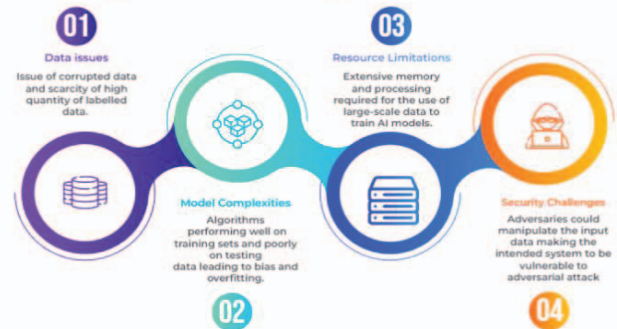 01
Data issues
Issue of corrupted data
and scarcity of high
quantity of labelled
data.
Model Complexities
Algorithms
performing well on
training sets and poorly
on testing
data leading to bias and
overfitting.
02
03
Resource Limitations
Extensive memory
and processing
required for the use of
large-scale data to
train AI models.
Security Challenges
Adversaries could
manipulate the input
data making the
intended system to be
vulnerable to
adversarial attack
04